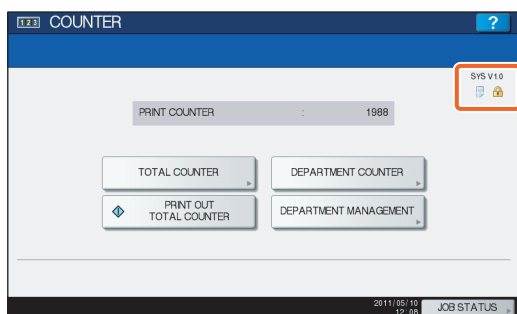 123 COUNTER ?
SYS V1.0
PRINT COUNTER : 1988
TOTAL COUNTER
DEPARTMENT COUNTER
PRINT OUT
TOTAL COUNTER
DEPARTMENT MANAGEMENT
2011/05/10
12:08
JOB STATUS